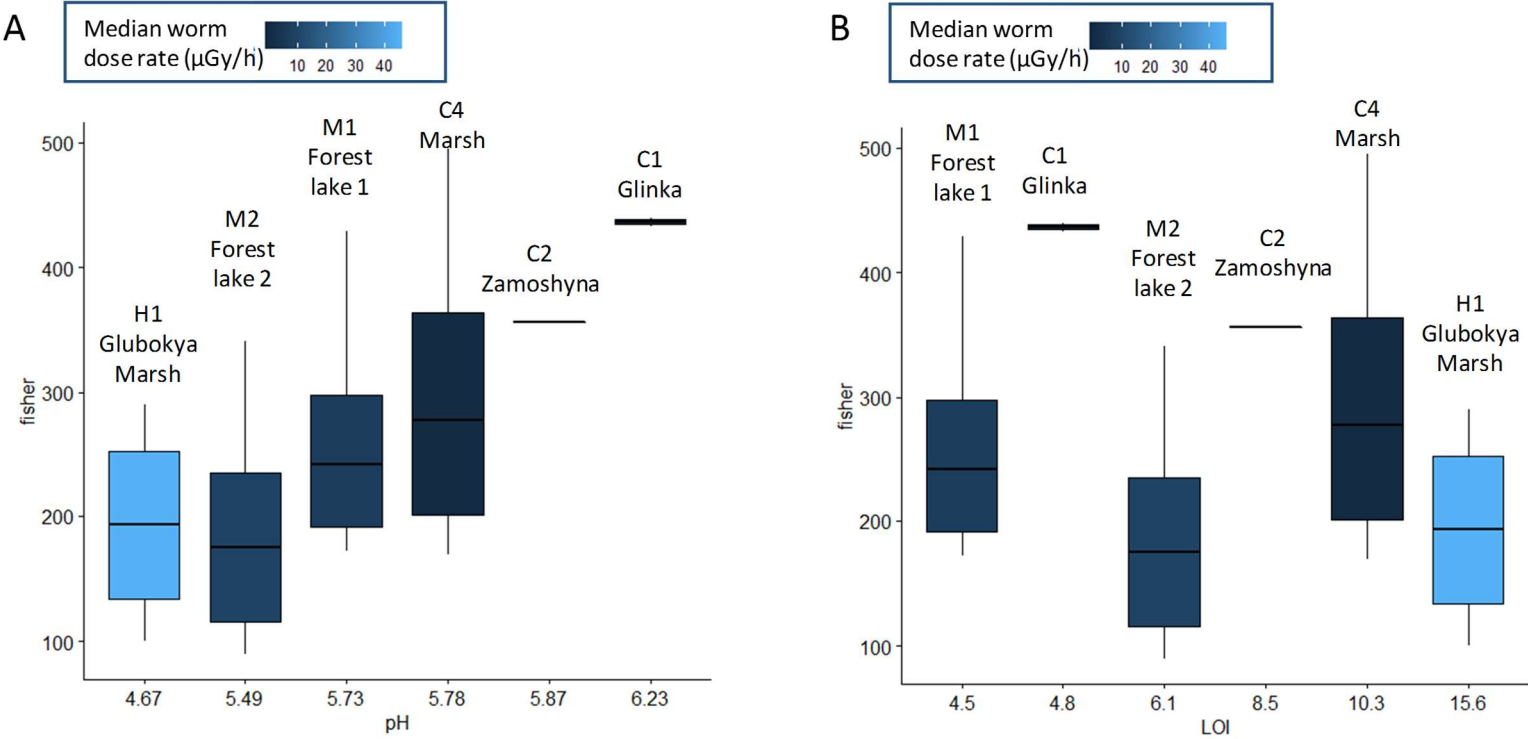 A
Median worm
dose rate (µGy/h)
10 20 30 40
500
400
300
200
100
fisher
H1
Glubokya
Marsh
M2
Forest
lake 2
M1
Forest
lake 1
C4
Marsh
C2
Zamoshyna
C1
Glinka
4.67 5.49 5.73 5.78 5.87 6.23
pH
B
Median worm
dose rate (µGy/h)
10 20 30 40
500
400
300
200
100
fisher
M1
Forest
lake 1
C1
Glinka
M2
Forest
lake 2
C2
Zamoshyna
C4
Marsh
H1
Glubokya
Marsh
4.5 4.8 6.1 8.5 10.3 15.6
LOI